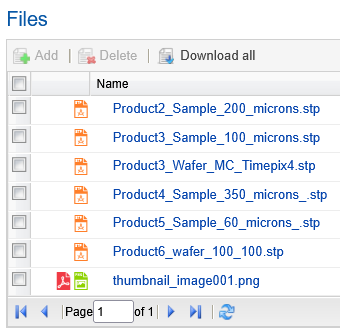 Files
Add Delete Download all
Name
Product2_Sample_200_microns.stp
Product3_Sample_100_microns.stp
Product3_Wafer_MC_Timepix4.stp
Product4_Sample_350_microns_.stp
Product5_Sample_60_microns_.stp
Product6_wafer_100_100.stp
thumbnail_image001.png
Page 1 of 1